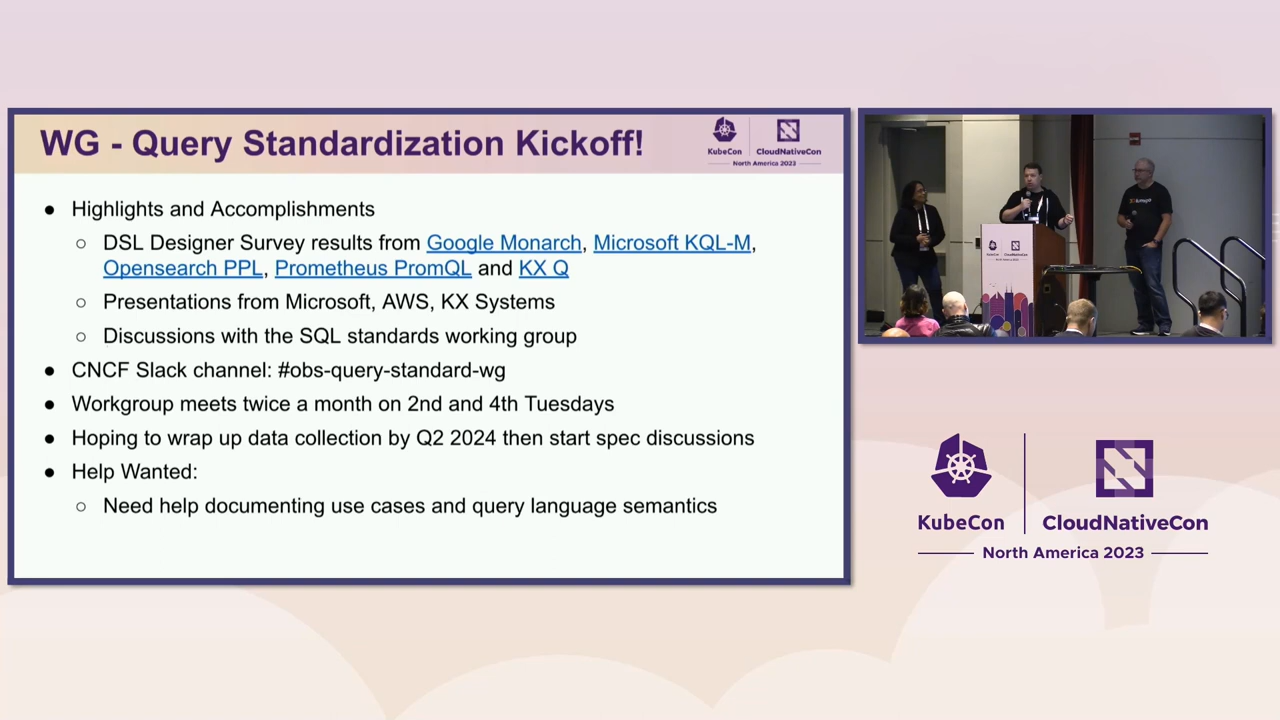 WG - Query Standardization Kickoff!
KubeCon
CloudNativeCon
North America 2023
● Highlights and Accomplishments
○ DSL Designer Survey results from Google Monarch, Microsoft KQL-M,
Opensearch PPL, Prometheus PromQL and KX Q
○ Presentations from Microsoft, AWS, KX Systems
○ Discussions with the SQL standards working group
● CNCF Slack channel: #obs-query-standard-wg
● Workgroup meets twice a month on 2nd and 4th Tuesdays
● Hoping to wrap up data collection by Q2 2024 then start spec discussions
● Help Wanted:
○ Need help documenting use cases and query language semantics
KubeCon
CloudNativeCon
North America 2023